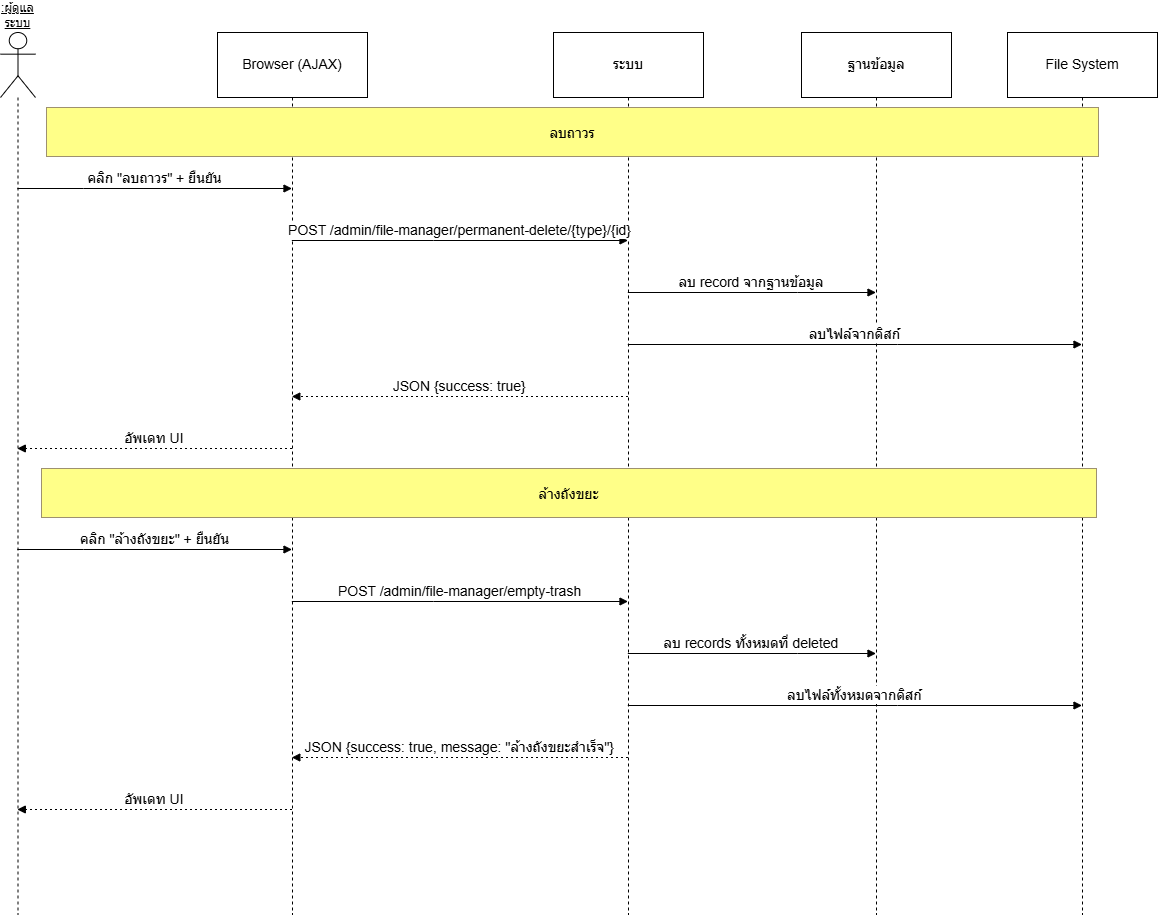 :ผู้ดูแล
ระบบ
Browser (AJAX)
ระบบ
ฐานข้อมูล
File System
ลบถาวร
คลิก "ลบถาวร" + ยืนยัน
POST /admin/file-manager/permanent-delete/{type}/{id}
ลบ record จากฐานข้อมูล
ลบไฟล์จากดิสก์
JSON {success: true}
อัพเดท UI
ล้างถังขยะ
คลิก "ล้างถังขยะ" + ยืนยัน
POST /admin/file-manager/empty-trash
ลบ records ทั้งหมดที่ deleted
ลบไฟล์ทั้งหมดจากดิสก์
JSON {success: true, message: "ล้างถังขยะสำเร็จ"}
อัพเดท UI